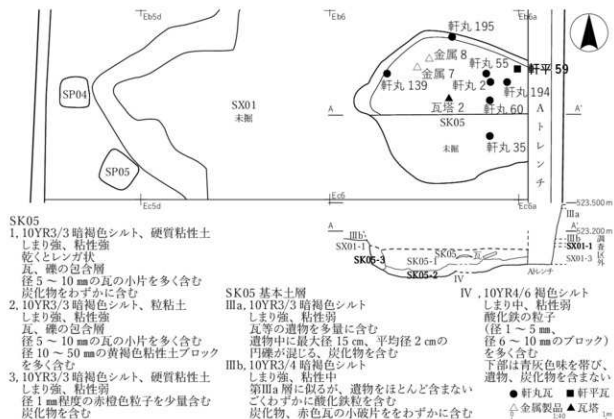 Eb5d
Eb6
Eb6a
軒丸 195
金属 8
金属 7
軒丸 55
軒平 59
軒丸 139
軒丸 2
194
瓦塔 2
軒丸 60
SK05
未掘
軒丸 35
A
A'
Aトレンチ
SP04
SX01
未掘
SP05
Ec5d
Ec6
Ec6a
523.500m
Ⅲa
523.200m
A
A'
Ⅲb
SX01-1
SK05-3
SK05
瓦
SK05-1
SK05-2
Ⅳ
Aトレンチ
Ⅲb
SX01-1
SX01-3
調査区外
SK05
1, 10YR3/3 暗褐色シルト、硬質粘性土
しまり強、粘性強
乾くとレンガ状
瓦、礫の包含層
径 5 ～ 10 ㎜の瓦の小片を多く含む
炭化物をわずかに含む
2, 10YR3/3 暗褐色シルト、粒粘土
しまり強、粘性強
瓦、礫の包含層
径 5 ～ 10 ㎜の瓦の小片を多く含む
径 10 ～ 50 ㎜の黄褐色粘性土ブロック
を多く含む
3, 10YR3/3 暗褐色シルト、硬質粘性土
しまり強、粘性弱
径 1 ㎜程度の赤橙色粒子を少量含む
炭化物を含む
SK05 基本土層
Ⅲa, 10YR3/3 暗褐色シルト
しまり強、粘性弱
瓦等の遺物を多量に含む
遺物中に最大径 15 ㎝、平均径 2 ㎝の
円礫が混じる、炭化物を含む
Ⅲb, 10YR3/4 暗褐色シルト
しまり強、粘性中
第Ⅲa 層に似るが、遺物をほとんど含まない
ごくわずかに酸化鉄粒を含む
炭化物、赤色瓦の小破片ををわずかに含む
Ⅳ , 10YR4/6 褐色シルト
しまり中、粘性弱
酸化鉄の粒子
（径 1 ～ 5 ㎜、
径 6 ～ 10 ㎜のブロック）
を多く含む
下部は青灰色味を帯び、
遺物、炭化物を含まない
●軒丸瓦 ■軒平瓦
△金属製品 ▲瓦塔